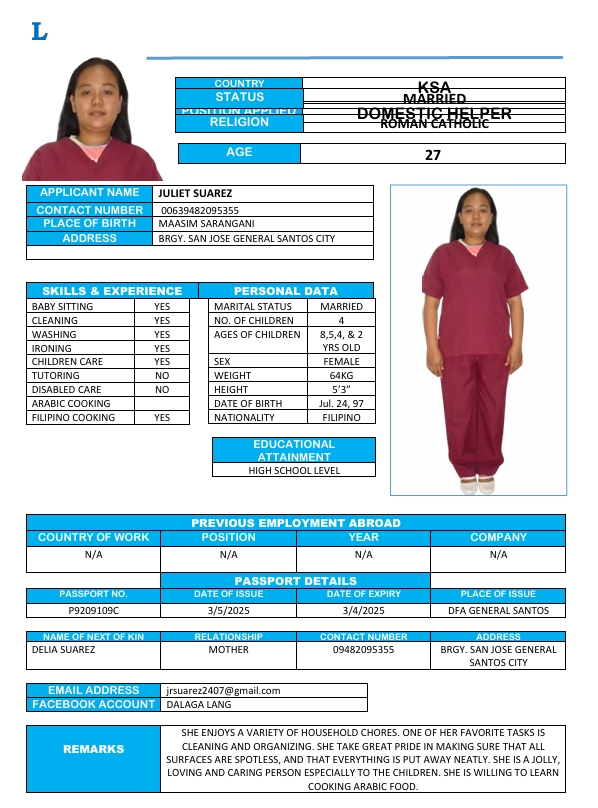 L
COUNTRY KSA
STATUS MARRIED
POSITION APPLIED DOMESTIC HELPER
RELIGION ROMAN CATHOLIC
AGE 27
APPLICANT NAME JULIET SUAREZ
CONTACT NUMBER 00639482095355
PLACE OF BIRTH MAASIM SARANGANI
ADDRESS BRGY. SAN JOSE GENERAL SANTOS CITY
SKILLS & EXPERIENCE PERSONAL DATA
BABY SITTING YES MARITAL STATUS MARRIED
CLEANING YES NO. OF CHILDREN 4
WASHING YES AGES OF CHILDREN 8,5,4, & 2
IRONING YES YRS OLD
CHILDREN CARE YES SEX FEMALE
TUTORING NO WEIGHT 64KG
DISABLED CARE NO HEIGHT 5’3”
ARABIC COOKING DATE OF BIRTH Jul. 24, 97
FILIPINO COOKING YES NATIONALITY FILIPINO
EDUCATIONAL
ATTAINMENT
HIGH SCHOOL LEVEL
PREVIOUS EMPLOYMENT ABROAD
COUNTRY OF WORK POSITION YEAR COMPANY
N/A N/A N/A N/A
PASSPORT DETAILS
PASSPORT NO. DATE OF ISSUE DATE OF EXPIRY PLACE OF ISSUE
P9209109C 3/5/2025 3/4/2025 DFA GENERAL SANTOS
NAME OF NEXT OF KIN RELATIONSHIP CONTACT NUMBER ADDRESS
DELIA SUAREZ MOTHER 09482095355 BRGY. SAN JOSE GENERAL
SANTOS CITY
EMAIL ADDRESS jrsuarez2407@gmail.com
FACEBOOK ACCOUNT DALAGA LANG
REMARKS
SHE ENJOYS A VARIETY OF HOUSEHOLD CHORES. ONE OF HER FAVORITE TASKS IS
CLEANING AND ORGANIZING. SHE TAKE GREAT PRIDE IN MAKING SURE THAT ALL
SURFACES ARE SPOTLESS, AND THAT EVERYTHING IS PUT AWAY NEATLY. SHE IS A JOLLY,
LOVING AND CARING PERSON ESPECIALLY TO THE CHILDREN. SHE IS WILLING TO LEARN
COOKING ARABIC FOOD.